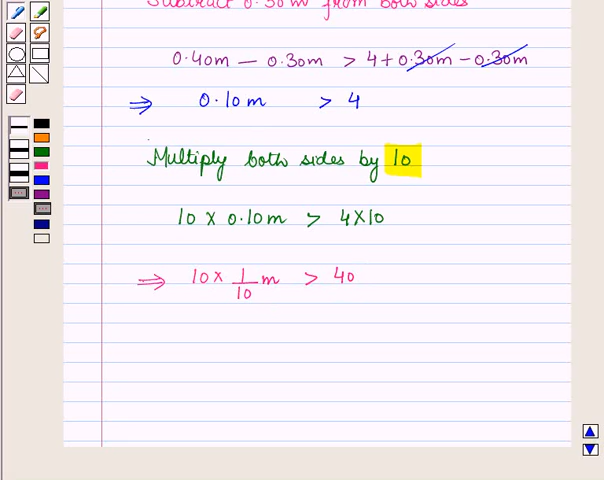 Subtract 0.30m from both sides
0.40m — 0.30m > 4 + 0.30m − 0.30m
⇒ 0.10m > 4
Multiply both sides by 10
10 × 0.10m > 4×10
⇒ 10 × 1/10 m > 40